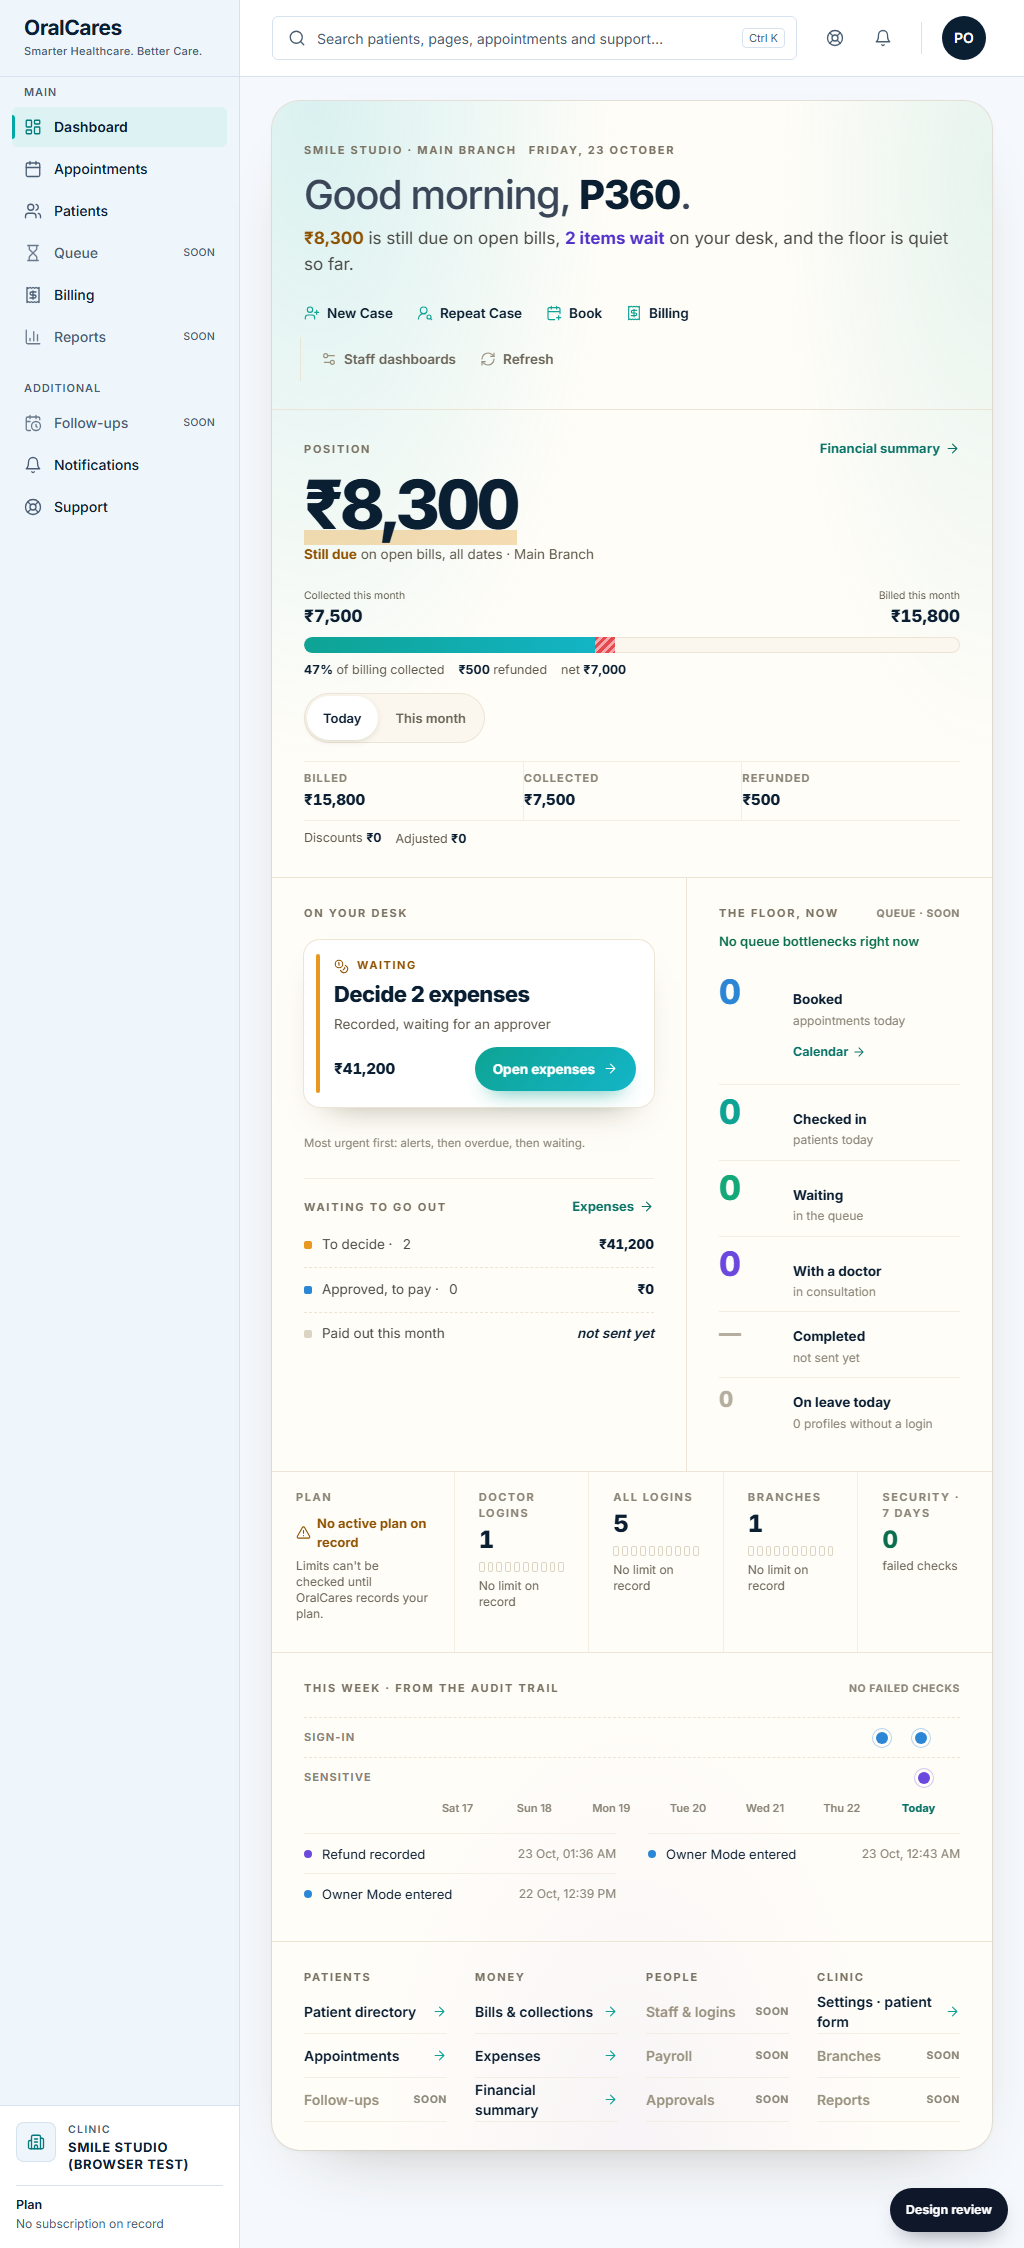 OralCares
Smarter Healthcare. Better Care.
MAIN
Dashboard
Appointments
Patients
Queue SOON
Billing
Reports SOON
ADDITIONAL
Follow-ups SOON
Notifications
Support
CLINIC
SMILE STUDIO
(BROWSER TEST)
Plan
No subscription on record
Search patients, pages, appointments and support... Ctrl K
PO
SMILE STUDIO · MAIN BRANCH FRIDAY, 23 OCTOBER
Good morning, P360.
₹8,300 is still due on open bills, 2 items wait on your desk, and the floor is quiet
so far.
New Case Repeat Case Book Billing
Staff dashboards Refresh
POSITION Financial summary →
₹8,300
Still due on open bills, all dates · Main Branch
Collected this month Billed this month
₹7,500 ₹15,800
47% of billing collected ₹500 refunded net ₹7,000
Today This month
BILLED COLLECTED REFUNDED
₹15,800 ₹7,500 ₹500
Discounts ₹0 Adjusted ₹0
ON YOUR DESK
WAITING
Decide 2 expenses
Recorded, waiting for an approver
₹41,200 Open expenses →
Most urgent first: alerts, then overdue, then waiting.
WAITING TO GO OUT Expenses →
To decide · 2 ₹41,200
Approved, to pay · 0 ₹0
Paid out this month not sent yet
THE FLOOR, NOW QUEUE · SOON
No queue bottlenecks right now
0 Booked
appointments today
Calendar →
0 Checked in
patients today
0 Waiting
in the queue
0 With a doctor
in consultation
— Completed
not sent yet
0 On leave today
0 profiles without a login
PLAN
No active plan on
record
Limits can't be
checked until
OralCares records your
plan.
DOCTOR
LOGINS
1
No limit on
record
ALL LOGINS
5
No limit on
record
BRANCHES
1
No limit on
record
SECURITY ·
7 DAYS
0
failed checks
THIS WEEK · FROM THE AUDIT TRAIL NO FAILED CHECKS
SIGN-IN
SENSITIVE
Sat 17 Sun 18 Mon 19 Tue 20 Wed 21 Thu 22 Today
Refund recorded 23 Oct, 01:36 AM
Owner Mode entered 23 Oct, 12:43 AM
Owner Mode entered 22 Oct, 12:39 PM
PATIENTS
Patient directory →
Appointments →
Follow-ups SOON
MONEY
Bills & collections →
Expenses →
Financial
summary →
PEOPLE
Staff & logins SOON
Payroll SOON
Approvals SOON
CLINIC
Settings · patient
form →
Branches SOON
Reports SOON
Design review